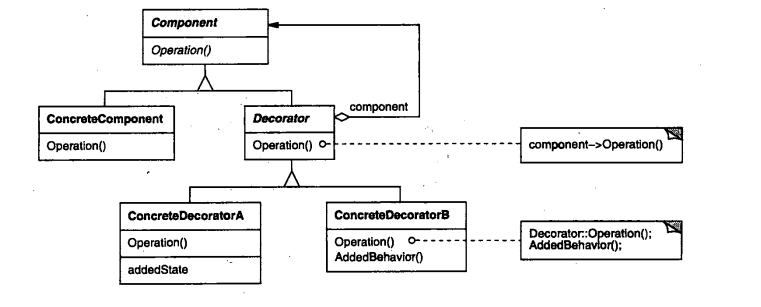 Component
Operation()
component
ConcreteComponent
Operation()
Decorator
Operation()
component->Operation()
ConcreteDecoratorA
Operation()
addedState
ConcreteDecoratorB
Operation()
AddedBehavior()
Decorator::Operation();
AddedBehavior();